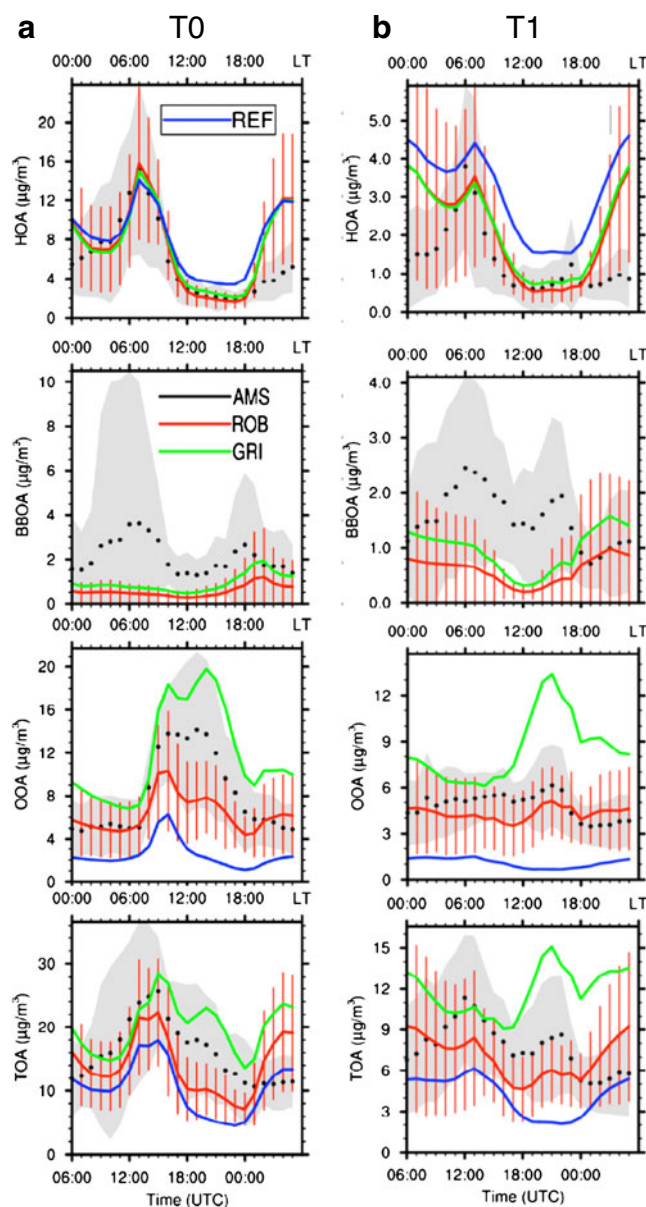 a T0 b T1
00:00 06:00 12:00 18:00 LT 00:00 06:00 12:00 18:00 LT
HOA (μg/m³) 0 4 8 12 16 20 REF
HOA (μg/m³) 0.0 1.0 2.0 3.0 4.0 5.0
00:00 06:00 12:00 18:00 LT 00:00 06:00 12:00 18:00 LT
BBOA (μg/m³) 0 2 4 6 8 10 AMS ROB GRI
BBOA (μg/m³) 0.0 1.0 2.0 3.0 4.0
00:00 06:00 12:00 18:00 LT 00:00 06:00 12:00 18:00 LT
OOA (μg/m³) 0 4 8 12 16 20
OOA (μg/m³) 0 3 6 9 12
00:00 06:00 12:00 18:00 LT 00:00 06:00 12:00 18:00 LT
TOA (μg/m³) 0 10 20 30
TOA (μg/m³) 0 3 6 9 12 15
06:00 12:00 18:00 00:00 06:00 12:00 18:00 00:00
Time (UTC) Time (UTC)